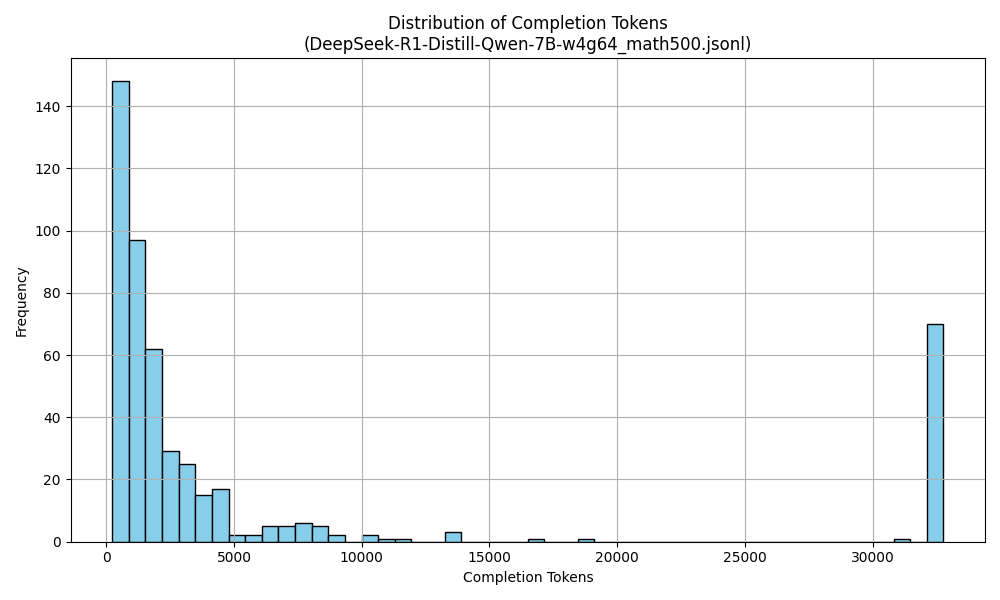 Distribution of Completion Tokens
(DeepSeek-R1-Distill-Qwen-7B-w4g64_math500.jsonl)
140
120
100
80
60
40
20
0
Frequency
0 5000 10000 15000 20000 25000 30000
Completion Tokens